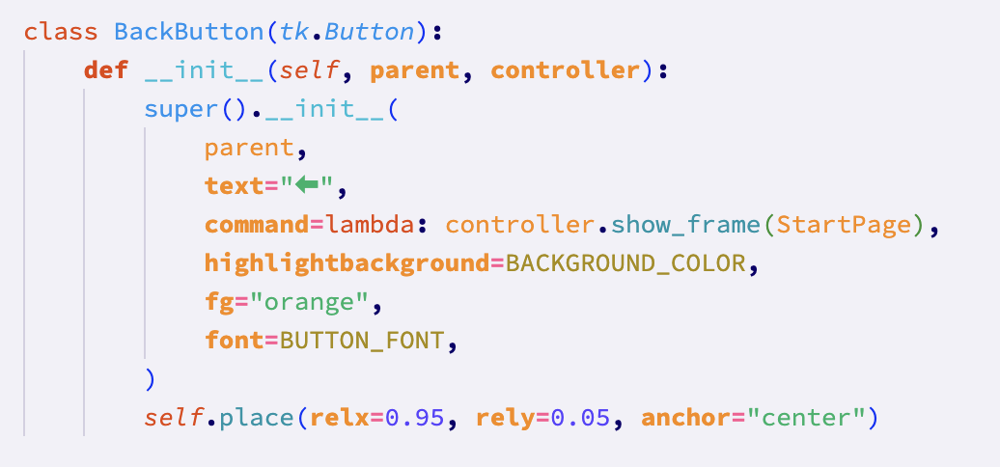 class BackButton(tk.Button):
    def __init__(self, parent, controller):
        super().__init__(
            parent,
            text="⬅",
            command=lambda: controller.show_frame(StartPage),
            highlightbackground=BACKGROUND_COLOR,
            fg="orange",
            font=BUTTON_FONT,
        )
        self.place(relx=0.95, rely=0.05, anchor="center")